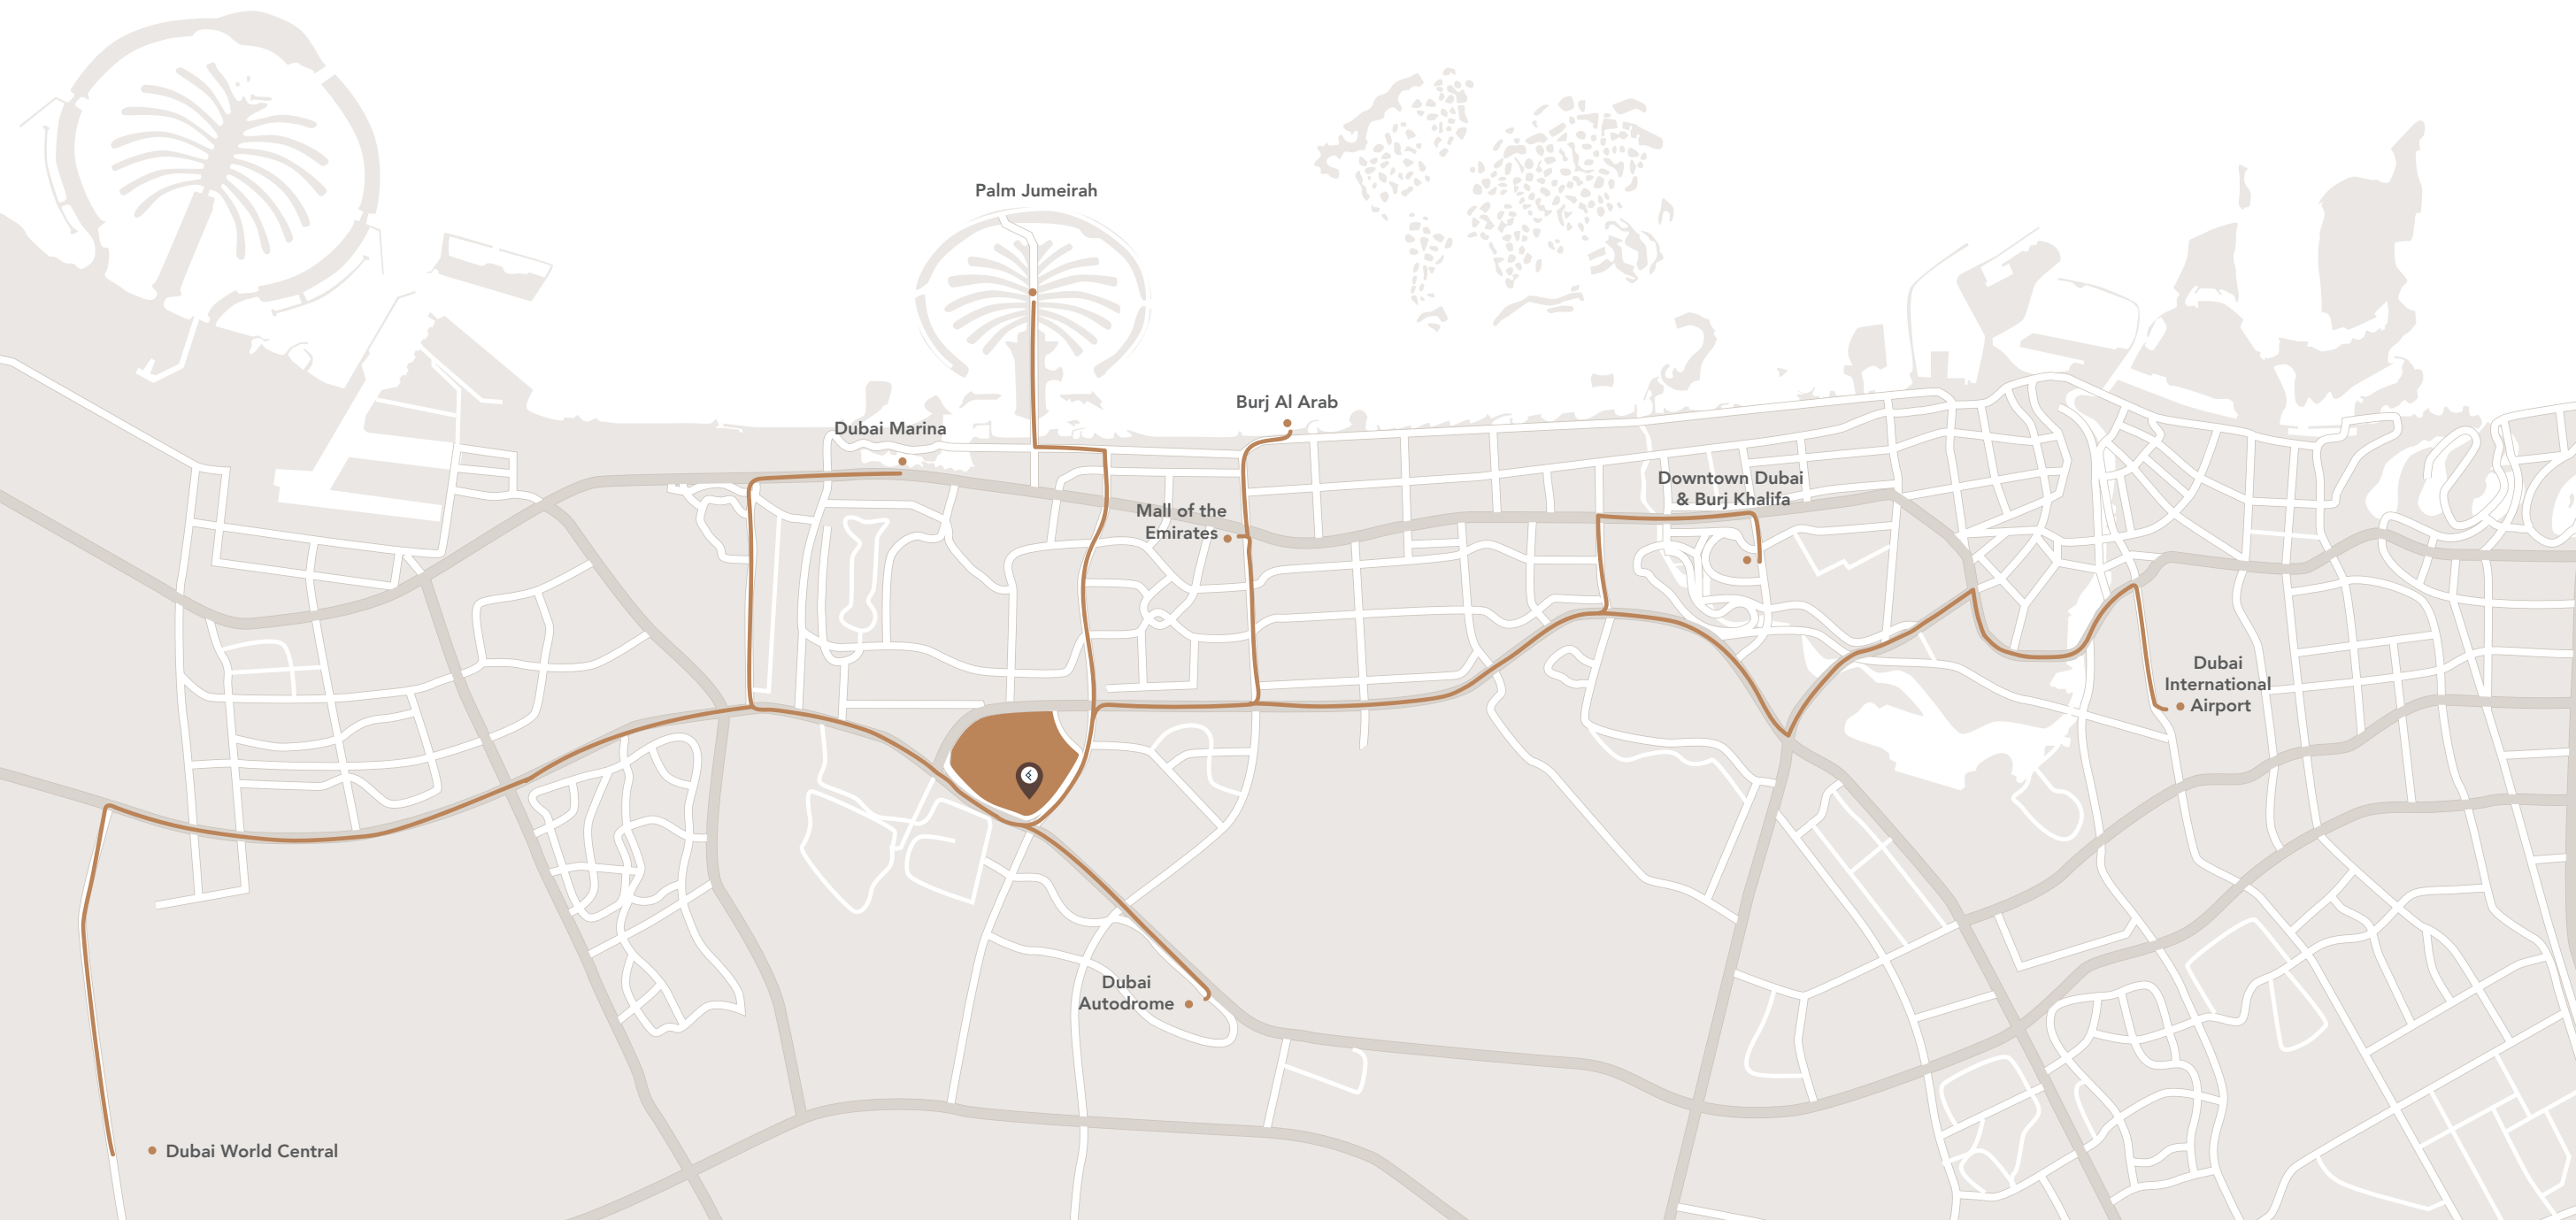 Palm Jumeirah
Burj Al Arab
Dubai Marina
Downtown Dubai
& Burj Khalifa
Mall of the
Emirates
Dubai
International
Airport
Dubai
Autodrome
Dubai World Central